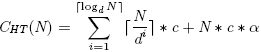 C_{HT}(N) = \sum_{i=1}^{\lceil \log_d N \rceil} \lceil \frac{N}{d^i} \rceil * c + N * c * \alpha